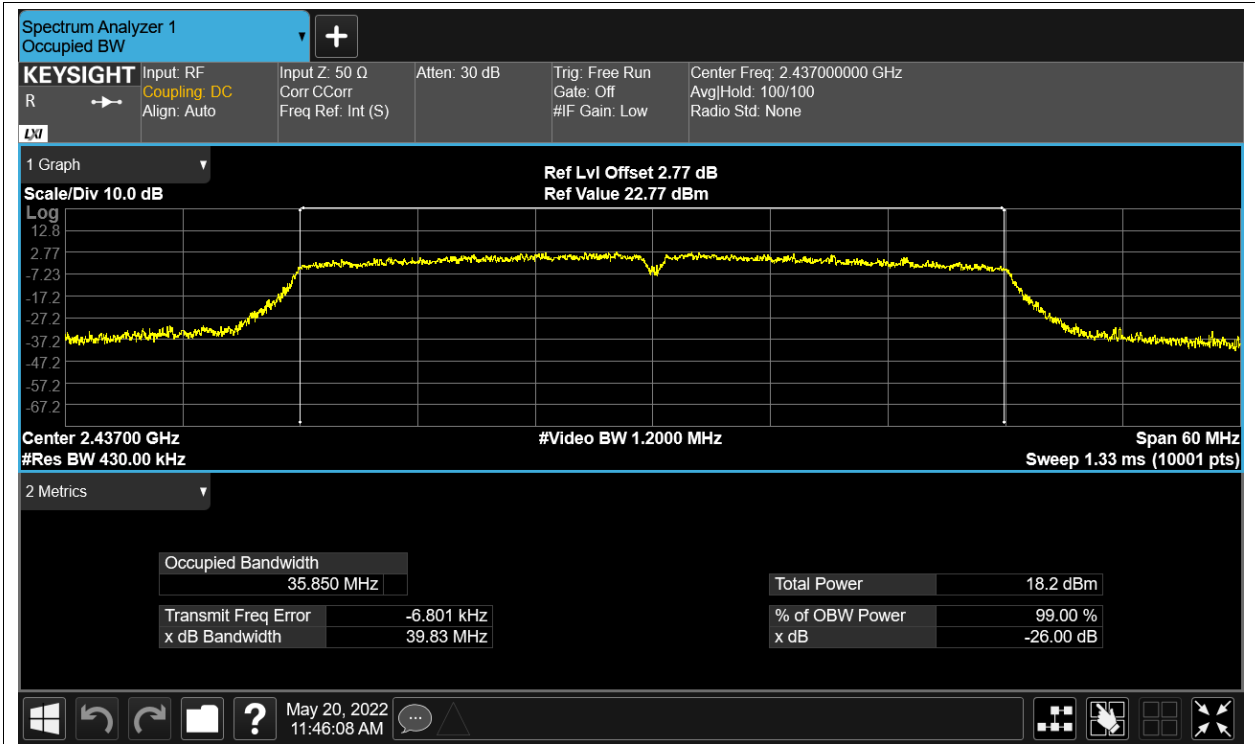 Spectrum Analyzer 1
Occupied BW
KEYSIGHT
R
LXI
Input: RF
Coupling: DC
Align: Auto
Input Z: 50 Ω
Corr CCorr
Freq Ref: Int (S)
Atten: 30 dB
Trig: Free Run
Gate: Off
#IF Gain: Low
Center Freq: 2.437000000 GHz
Avg|Hold: 100/100
Radio Std: None
1 Graph
Scale/Div 10.0 dB
Ref Lvl Offset 2.77 dB
Ref Value 22.77 dBm
Log
12.8
2.77
-7.23
-17.2
-27.2
-37.2
-47.2
-57.2
-67.2
Center 2.43700 GHz
#Res BW 430.00 kHz
#Video BW 1.2000 MHz
Span 60 MHz
Sweep 1.33 ms (10001 pts)
2 Metrics
Occupied Bandwidth
35.850 MHz
Transmit Freq Error -6.801 kHz
x dB Bandwidth 39.83 MHz
Total Power 18.2 dBm
% of OBW Power 99.00 %
x dB -26.00 dB
?
May 20, 2022
11:46:08 AM